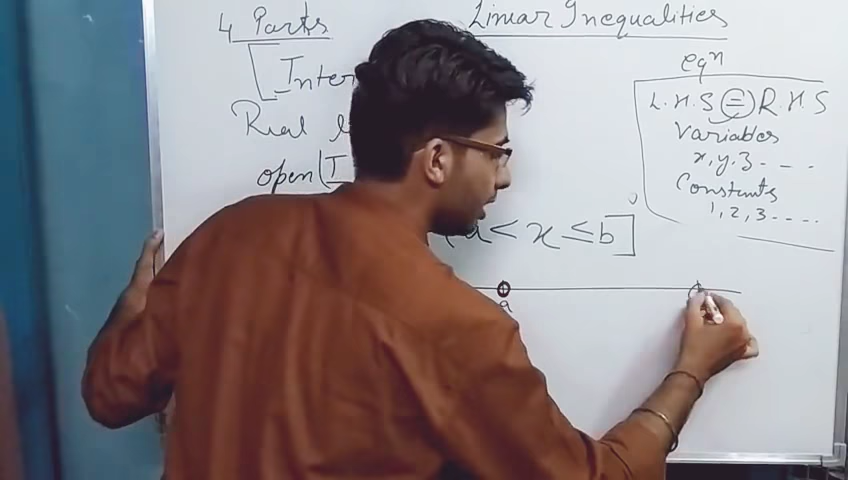 4 Parts
Linear Inequalities
Inter
Real
open (I
eqn
L.H.S = R.H.S
Variables
x, y, z - - -
Constants
1, 2, 3 - - - -
(a < x ≤ b]
a